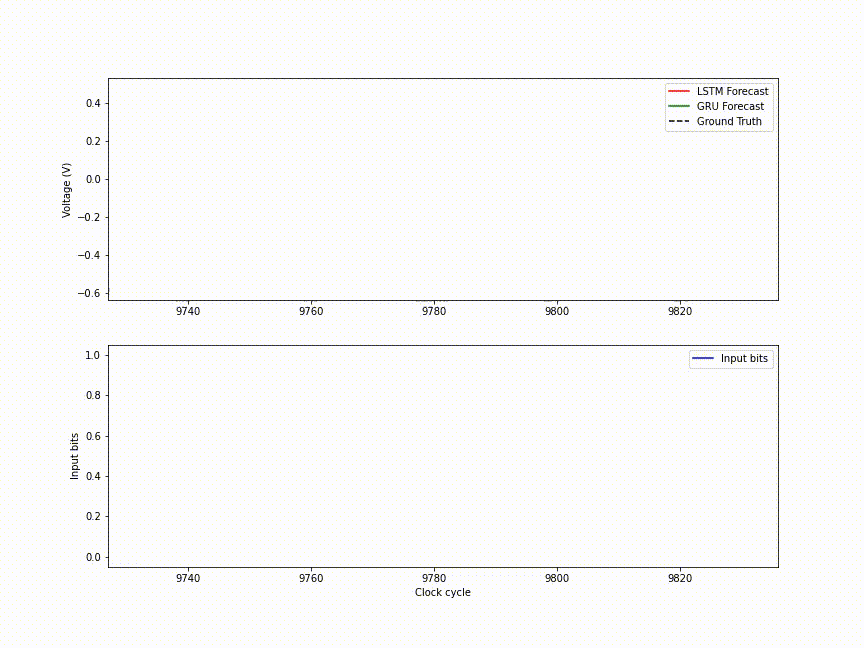 LSTM Forecast
GRU Forecast
Ground Truth
Voltage (V)
0.4
0.2
0.0
−0.2
−0.4
−0.6
9740 9760 9780 9800 9820
Input bits
Input bits
1.0
0.8
0.6
0.4
0.2
0.0
9740 9760 9780 9800 9820
Clock cycle